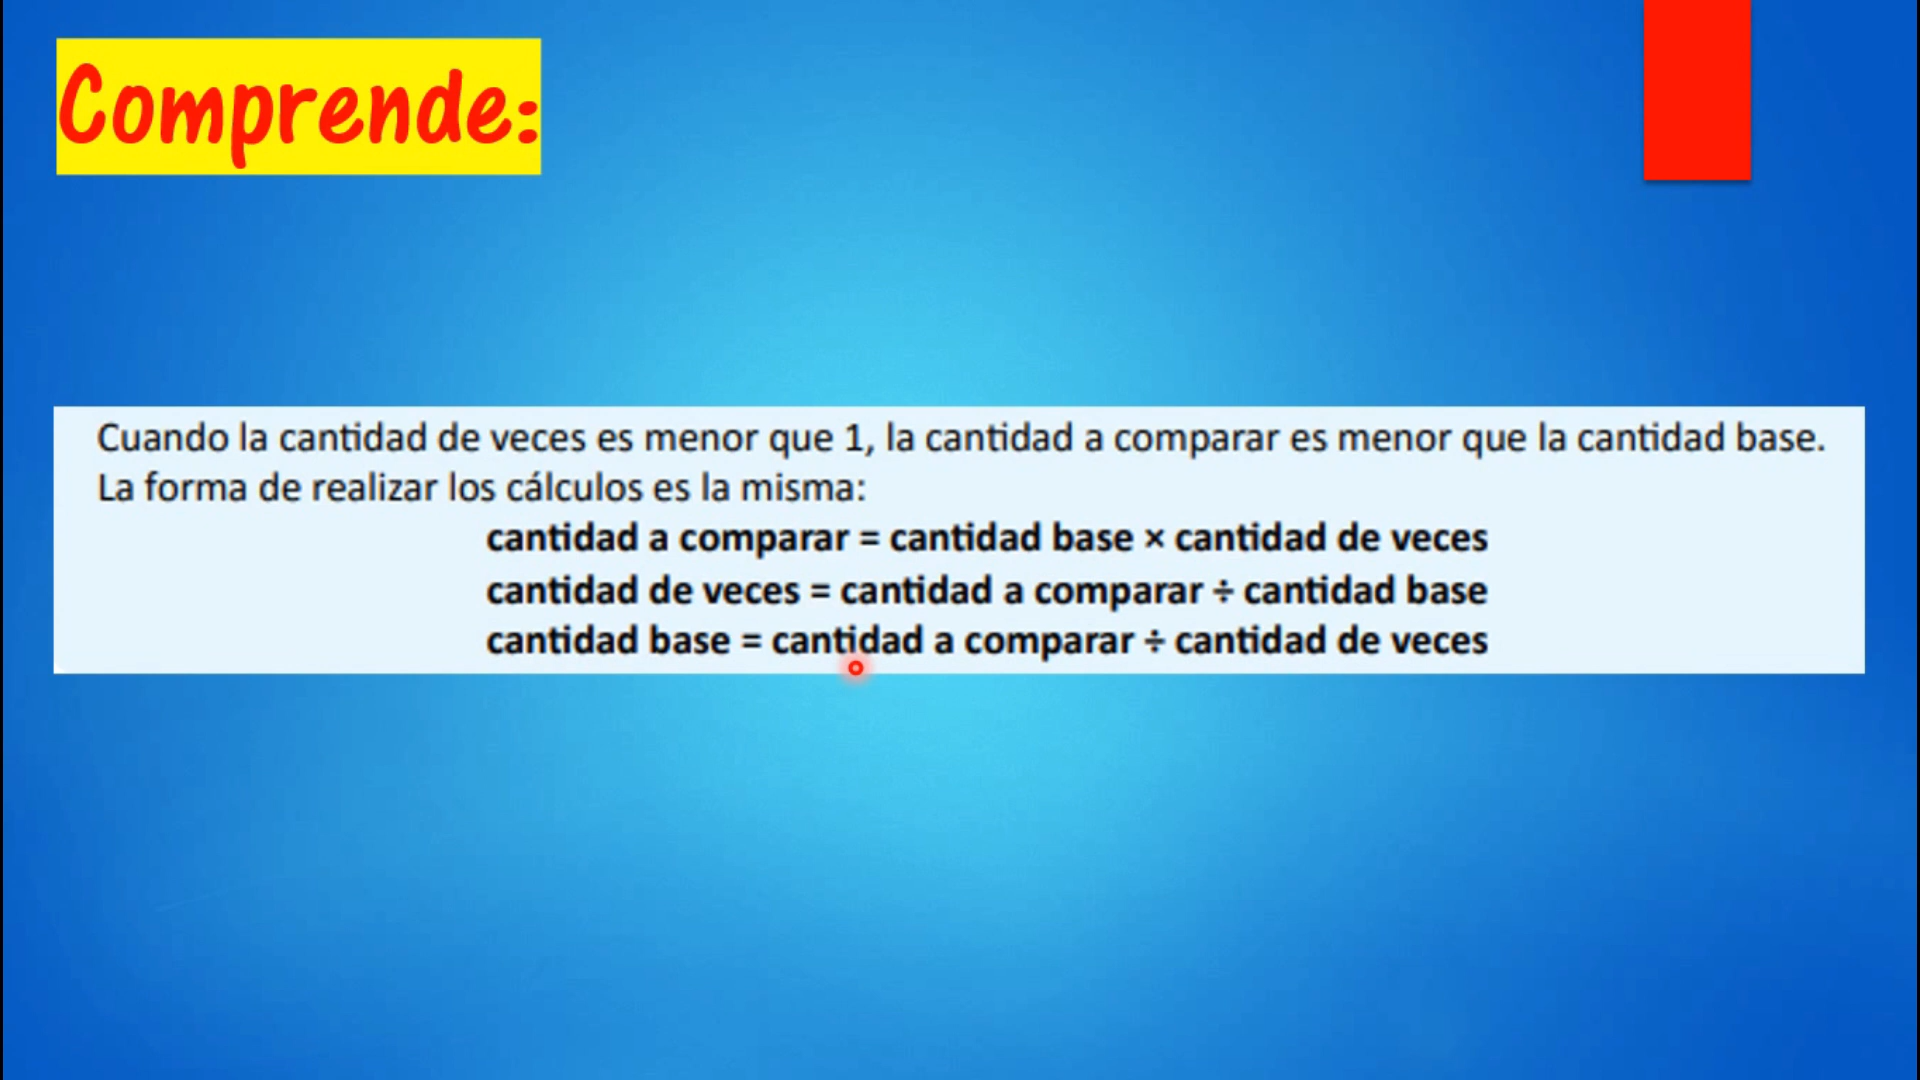 Comprende:
Cuando la cantidad de veces es menor que 1, la cantidad a comparar es menor que la cantidad base.
La forma de realizar los cálculos es la misma:
cantidad a comparar = cantidad base × cantidad de veces
cantidad de veces = cantidad a comparar ÷ cantidad base
cantidad base = cantidad a comparar ÷ cantidad de veces